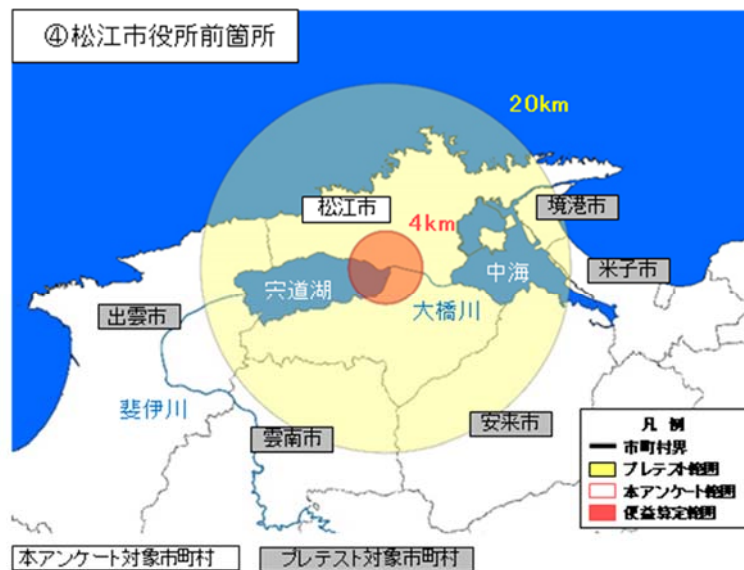 ④松江市役所前箇所
20km
松江市
4km
境港市
米子市
中海
宍道湖
大橋川
出雲市
斐伊川
雲南市
安来市
凡 例
市町村界
プレテスト範囲
本アンケート範囲
便益算定範囲
本アンケート対象市町村
プレテスト対象市町村